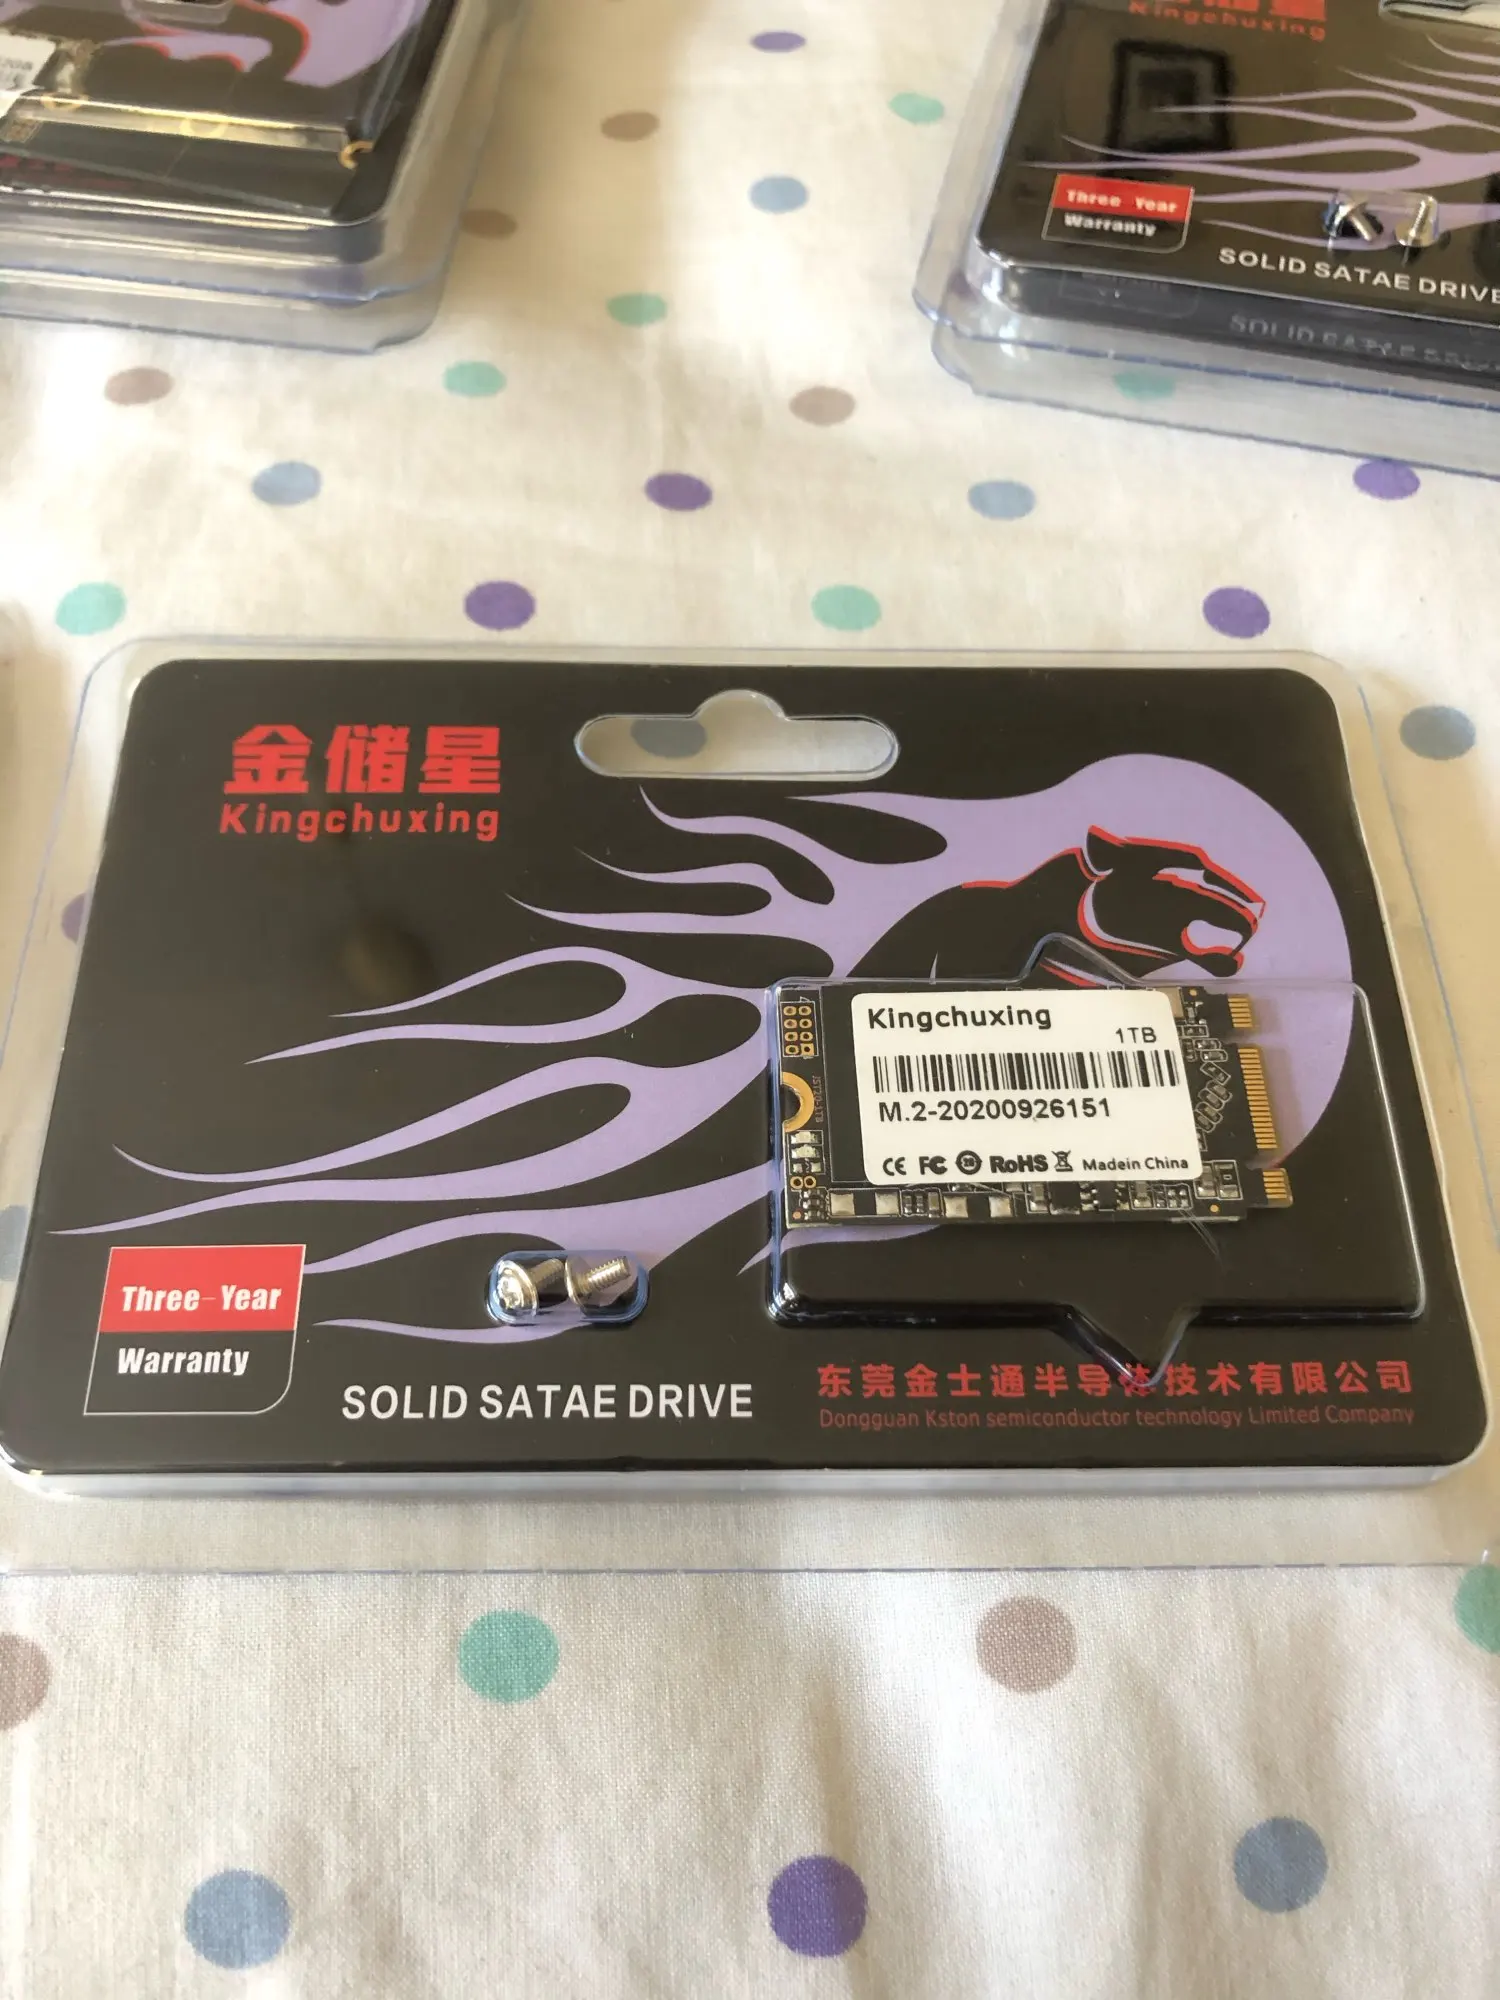 Kingchuxing
Three-Year
Warranty
SOLID SATAE DRIVE
金储星
Kingchuxing
Kingchuxing
1TB
M.2-20200926151
CE FC RoHS Madein China
Three-Year
Warranty
SOLID SATAE DRIVE
东莞金士通半导体技术有限公司
Dongguan Kston semiconductor technology Limited Company